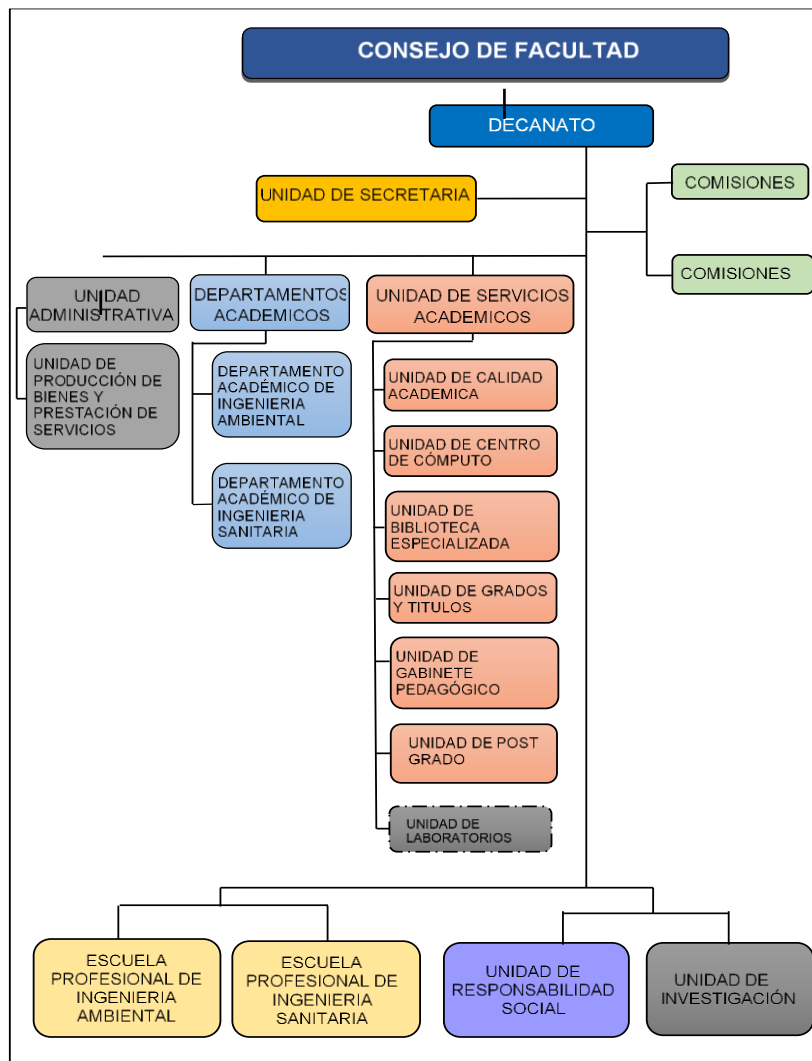 CONSEJO DE FACULTAD
DECANATO
UNIDAD DE SECRETARIA
COMISIONES
COMISIONES
UNIDAD
ADMINISTRATIVA
DEPARTAMENTOS
ACADEMICOS
UNIDAD DE SERVICIOS
ACADEMICOS
UNIDAD DE
PRODUCCIÓN DE
BIENES Y
PRESTACIÓN DE
SERVICIOS
DEPARTAMENTO
ACADÉMICO DE
INGENIERIA
AMBIENTAL
DEPARTAMENTO
ACADÉMICO DE
INGENIERIA
SANITARIA
UNIDAD DE CALIDAD
ACADEMICA
UNIDAD DE CENTRO
DE CÓMPUTO
UNIDAD DE
BIBLIOTECA
ESPECIALIZADA
UNIDAD DE GRADOS
Y TITULOS
UNIDAD DE
GABINETE
PEDAGÓGICO
UNIDAD DE POST
GRADO
UNIDAD DE
LABORATORIOS
ESCUELA
PROFESIONAL DE
INGENIERIA
AMBIENTAL
ESCUELA
PROFESIONAL DE
INGENIERIA
SANITARIA
UNIDAD DE
RESPONSABILIDAD
SOCIAL
UNIDAD DE
INVESTIGACIÓN